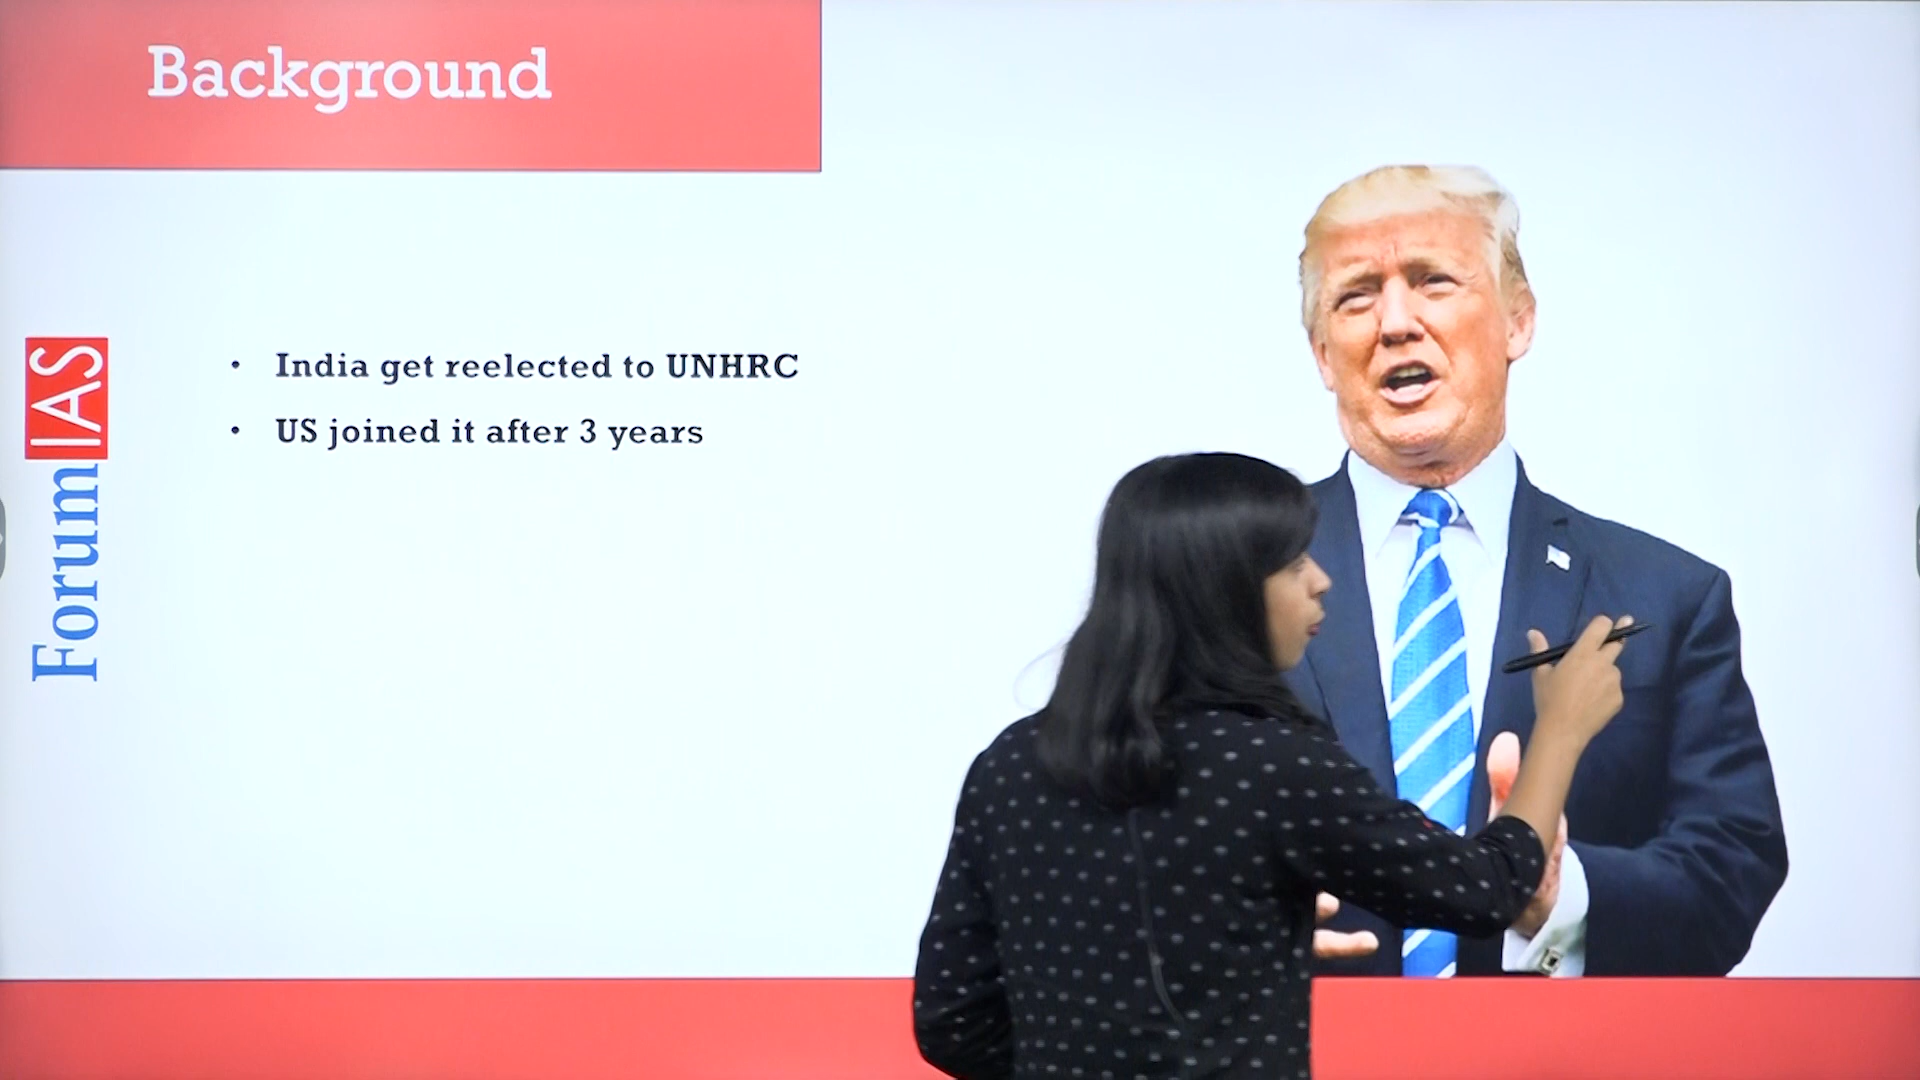 Background
India get reelected to UNHRC
US joined it after 3 years
ForumIAS